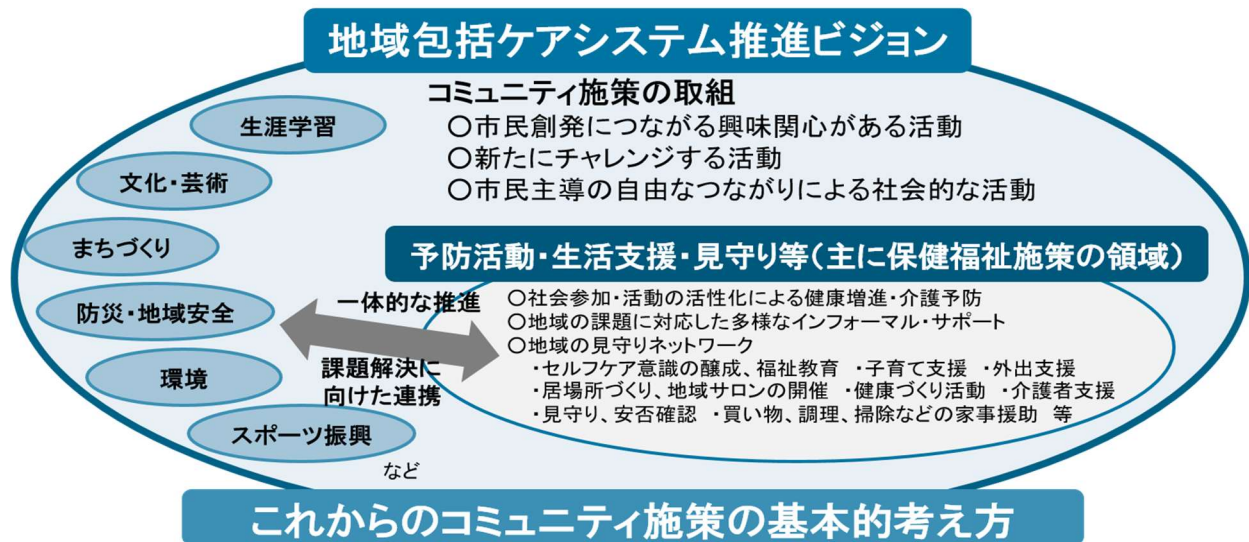 地域包括ケアシステム推進ビジョン
コミュニティ施策の取組
○市民創発につながる興味関心がある活動
○新たにチャレンジする活動
○市民主導の自由なつながりによる社会的な活動
生涯学習
文化・芸術
まちづくり
防災・地域安全
環境
スポーツ振興
など
一体的な推進
課題解決に
向けた連携
予防活動・生活支援・見守り等（主に保健福祉施策の領域）
○社会参加・活動の活性化による健康増進・介護予防
○地域の課題に対応した多様なインフォーマル・サポート
○地域の見守りネットワーク
・セルフケア意識の醸成、福祉教育 ・子育て支援 ・外出支援
・居場所づくり、地域サロンの開催 ・健康づくり活動 ・介護者支援
・見守り、安否確認 ・買い物、調理、掃除などの家事援助 等
これからのコミュニティ施策の基本的考え方